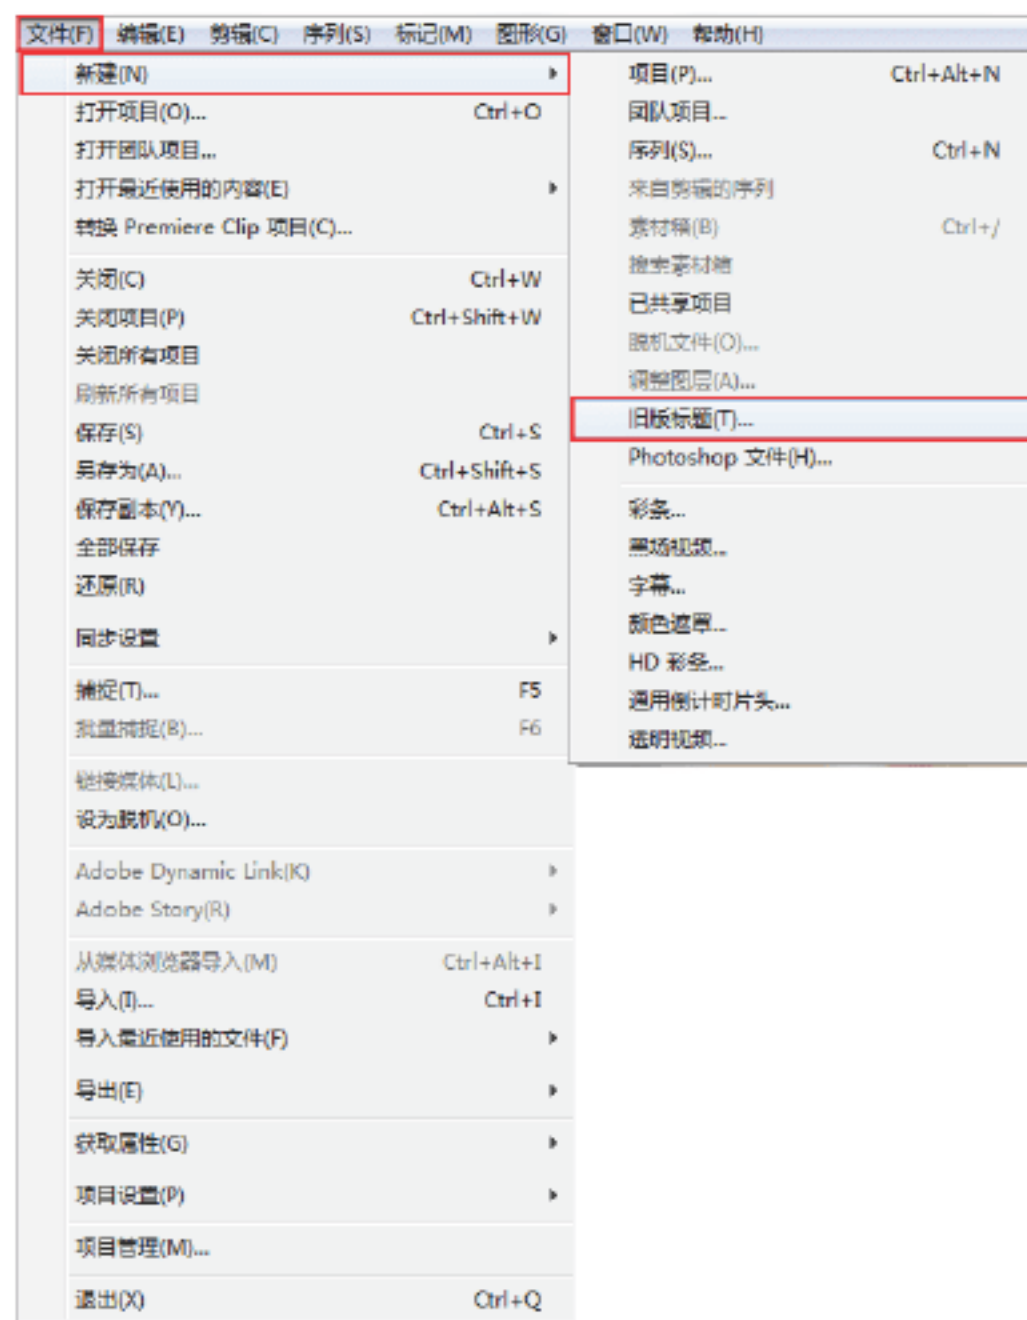 文件(F) 编辑(E) 剪辑(C) 序列(S) 标记(M) 图形(G) 窗口(W) 帮助(H)
新建(N)
打开项目(O)... Ctrl+O
打开团队项目...
打开最近使用的内容(E)
转换 Premiere Clip 项目(C)...
关闭(C) Ctrl+W
关闭项目(P) Ctrl+Shift+W
关闭所有项目
刷新所有项目
保存(S) Ctrl+S
另存为(A)... Ctrl+Shift+S
保存副本(Y)... Ctrl+Alt+S
全部保存
还原(R)
同步设置
捕捉(T)... F5
批量捕捉(B)... F6
链接媒体(L)...
设为脱机(O)...
Adobe Dynamic Link(K)
Adobe Story(R)
从媒体浏览器导入(M) Ctrl+Alt+I
导入(I)... Ctrl+I
导入最近使用的文件(F)
导出(E)
获取属性(G)
项目设置(P)
项目管理(M)...
退出(X) Ctrl+Q
项目(P)... Ctrl+Alt+N
团队项目...
序列(S)... Ctrl+N
来自剪辑的序列
素材箱(B) Ctrl+/
搜索素材箱
已共享项目
脱机文件(O)...
调整图层(A)...
旧版标题(T)...
Photoshop 文件(H)...
彩条...
黑场视频...
字幕...
颜色遮罩...
HD 彩条...
通用倒计时片头...
透明视频...